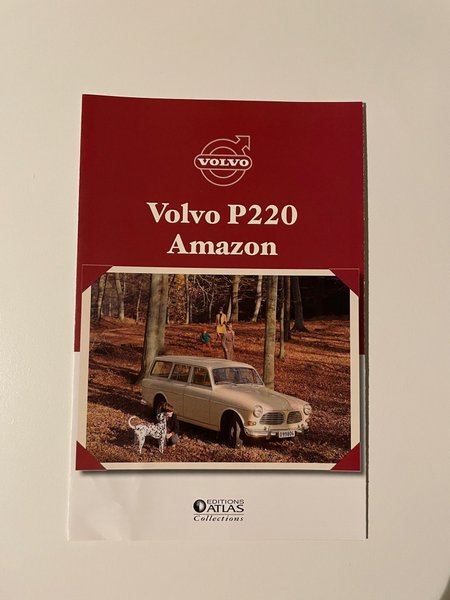 VOLVO
Volvo P220
Amazon
EDITIONS
ATLAS
Collections